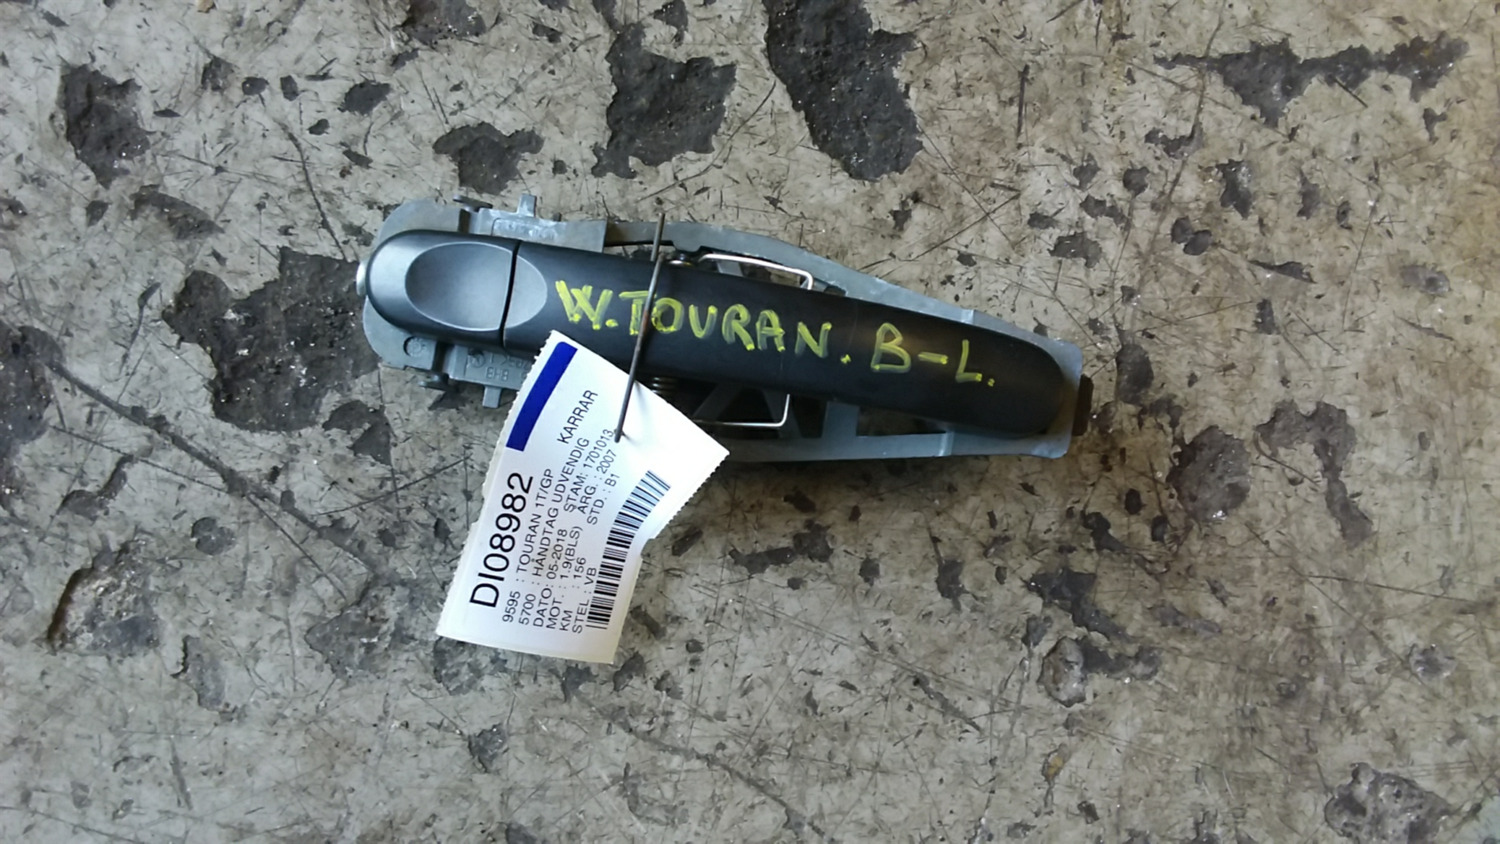 W.TOURAN. B-L.
DI08982
9595 : TOURAN 1T/GP
5700 : HÅNDTAG UDVENDIG KARRAR
DATO: 05-2018 STAM: 1701013
MOT. : 1.9(BLS) ARG. : 2007
KM : 156 STD. : B1
STEL : VB